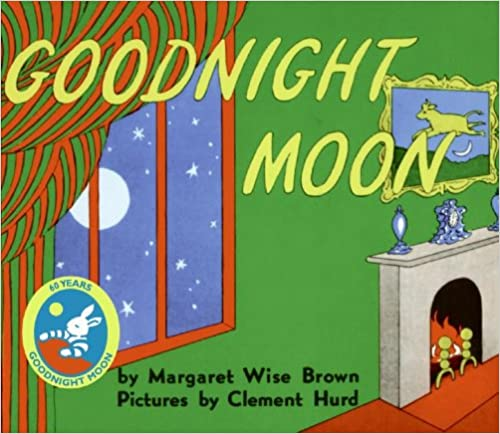 GOODNIGHT
MOON
60 YEARS
GOODNIGHT MOON
by Margaret Wise Brown
Pictures by Clement Hurd